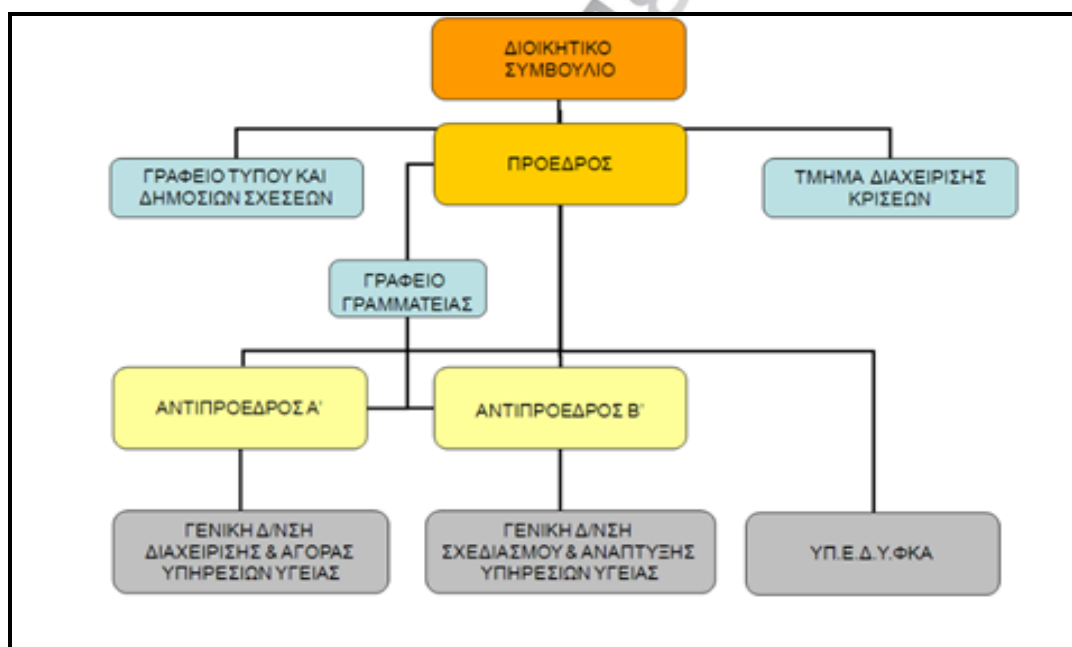 ΔΙΟΙΚΗΤΙΚΟ
ΣΥΜΒΟΥΛΙΟ
ΠΡΟΕΔΡΟΣ
ΓΡΑΦΕΙΟ ΤΥΠΟΥ ΚΑΙ
ΔΗΜΟΣΙΩΝ ΣΧΕΣΕΩΝ
ΤΜΗΜΑ ΔΙΑΧΕΙΡΙΣΗΣ
ΚΡΙΣΕΩΝ
ΓΡΑΦΕΙΟ
ΓΡΑΜΜΑΤΕΙΑΣ
ΑΝΤΙΠΡΟΕΔΡΟΣ Α'
ΑΝΤΙΠΡΟΕΔΡΟΣ Β'
ΓΕΝΙΚΗ Δ/ΝΣΗ
ΔΙΑΧΕΙΡΙΣΗΣ & ΑΓΟΡΑΣ
ΥΠΗΡΕΣΙΩΝ ΥΓΕΙΑΣ
ΓΕΝΙΚΗ Δ/ΝΣΗ
ΣΧΕΔΙΑΣΜΟΥ & ΑΝΑΠΤΥΞΗΣ
ΥΠΗΡΕΣΙΩΝ ΥΓΕΙΑΣ
ΥΠ.Ε.Δ.Υ.ΦΚΑ